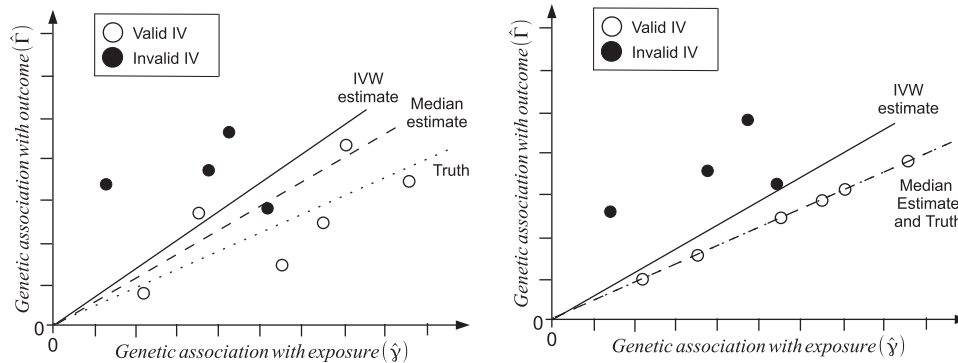 Genetic association with outcome (Γ̂)
Valid IV
Invalid IV
IVW
estimate
Median
estimate
Truth
0
0
Genetic association with exposure (γ̂)
Genetic association with outcome (Γ̂)
Valid IV
Invalid IV
IVW
estimate
Median
Estimate
and Truth
0
0
Genetic association with exposure (γ̂)